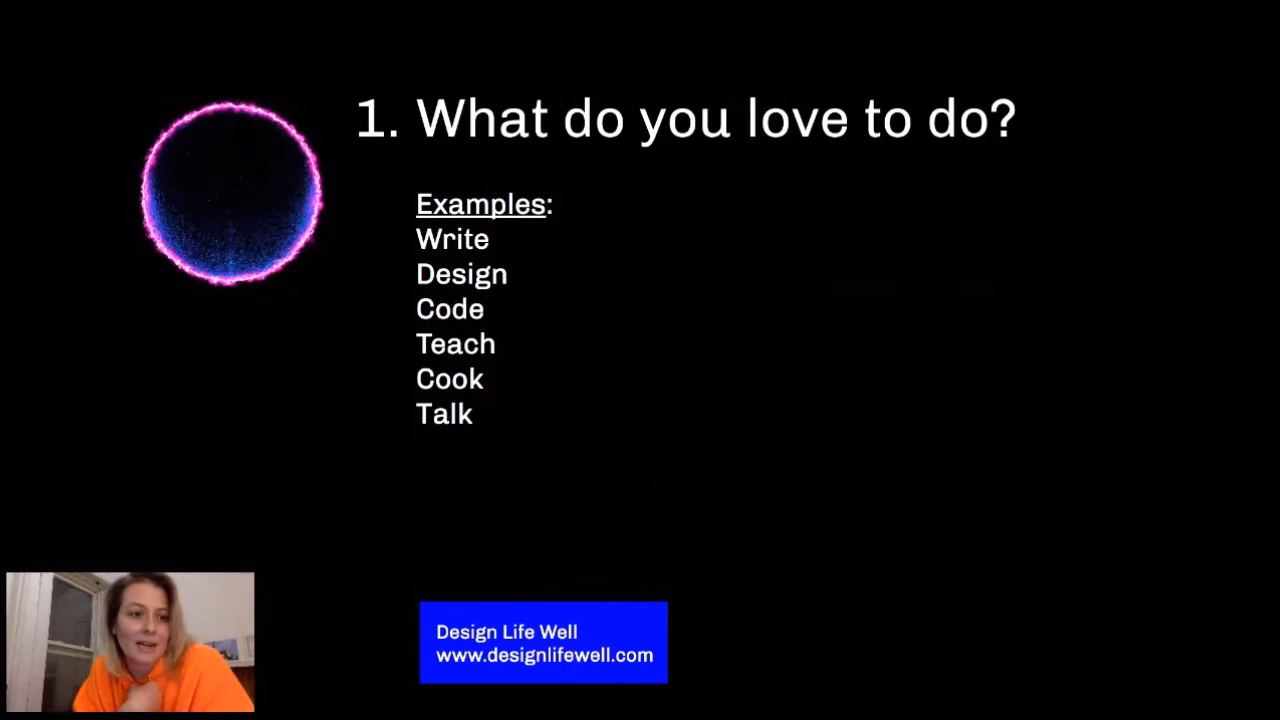 1. What do you love to do?
Examples:
Write
Design
Code
Teach
Cook
Talk
Design Life Well
www.designlifewell.com